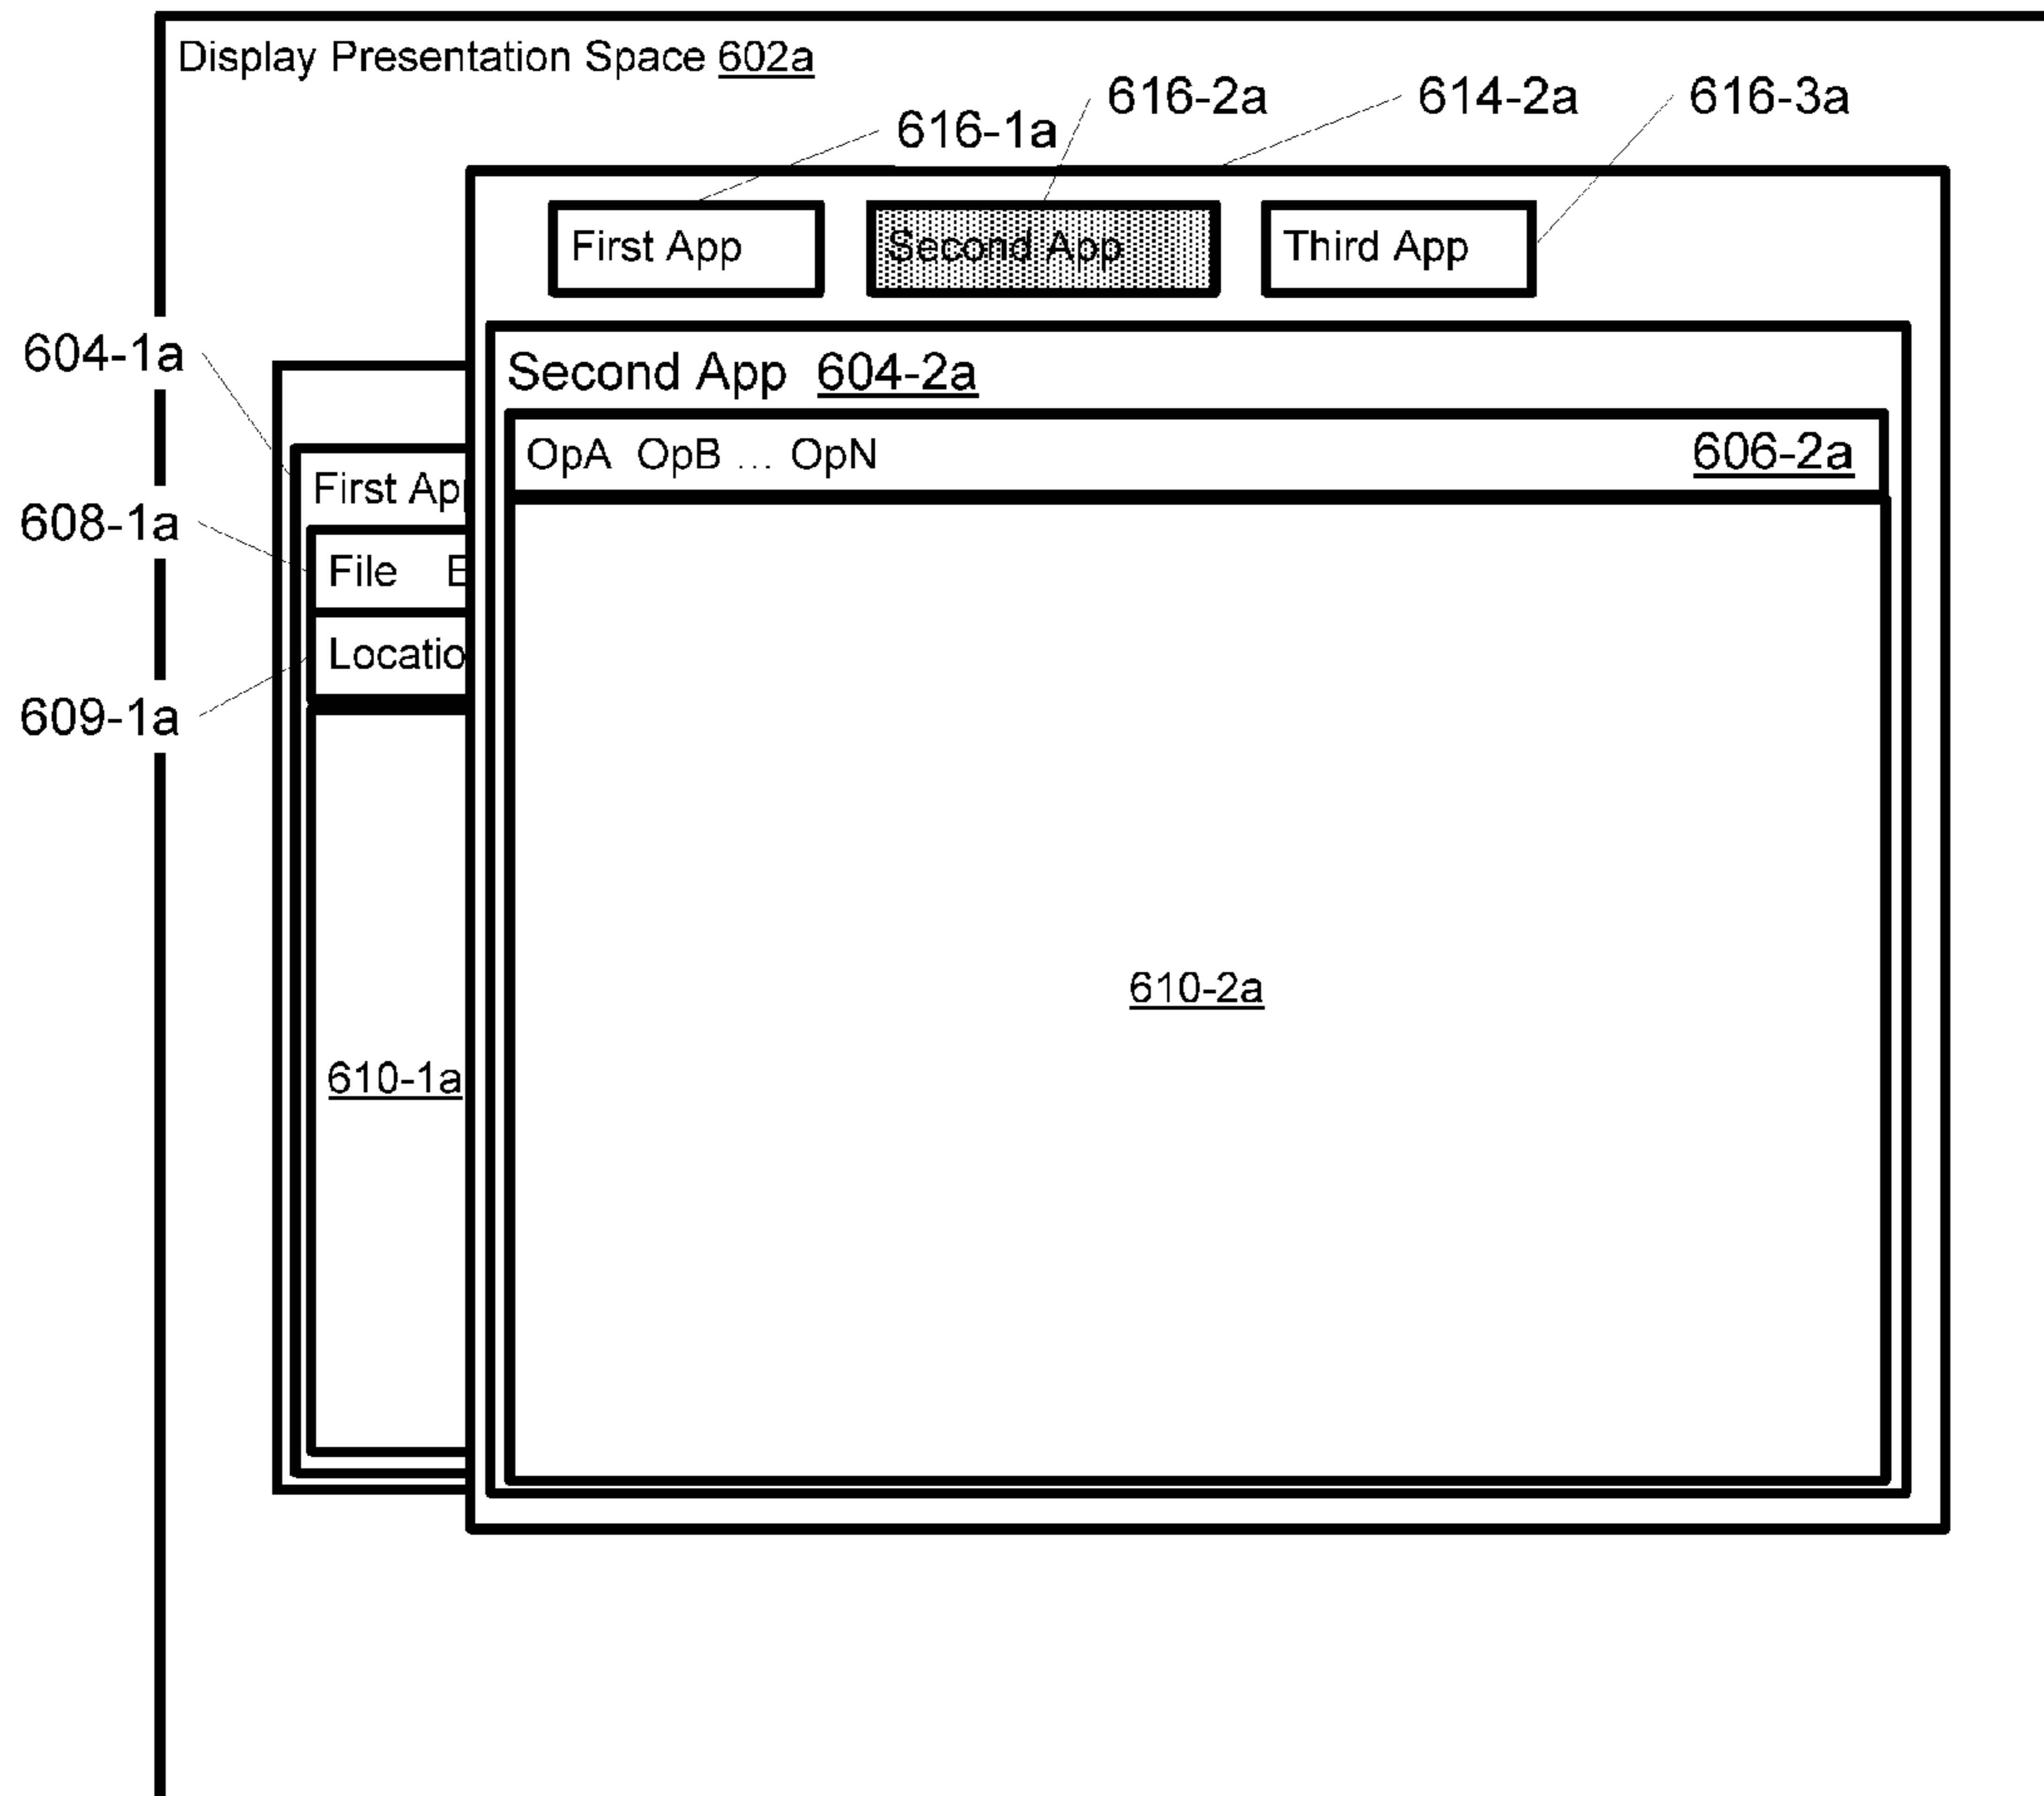 Display Presentation Space 602a
616-1a
616-2a
614-2a
616-3a
First App
Second App
Third App
604-1a
Second App 604-2a
OpA OpB ... OpN
606-2a
First Ap
608-1a
File E
Locatio
609-1a
610-2a
610-1a